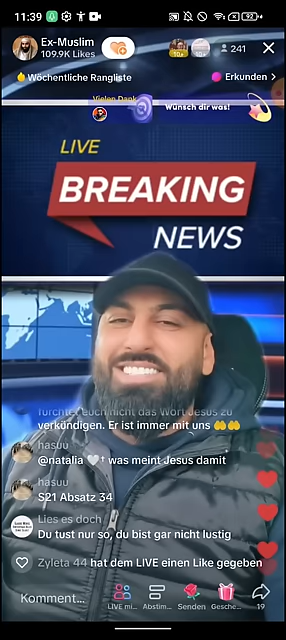 11:39
92
Ex-Muslim
109.9K Likes
10+
10+
241
Wöchentliche Rangliste
Erkunden >
Vielen Dank
Wünsch dir was!
LIVE
BREAKING
NEWS
fürchtet euch nicht das Wort Jesus zu
verkündigen. Er ist immer mit uns 🤲🤲
hasuu
@natalia 🤍† was meint Jesus damit
hasuu
S21 Absatz 34
Lies es doch
Du tust nur so, du bist gar nicht lustig
Zyleta 44 hat dem LIVE einen Like gegeben
Komment...
LIVE mi...
Abstim...
Senden
Gesche...
19